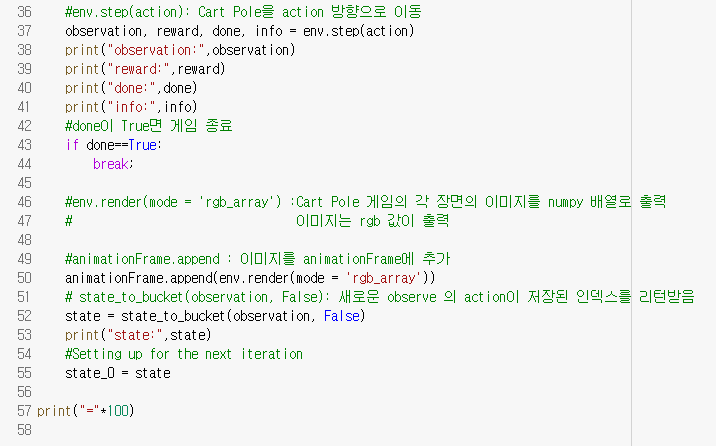 36 #env.step(action): Cart Pole을 action 방향으로 이동
37 observation, reward, done, info = env.step(action)
38 print("observation:",observation)
39 print("reward:",reward)
40 print("done:",done)
41 print("info:",info)
42 #done이 True면 게임 종료
43 if done==True:
44 break;
45
46 #env.render(mode = 'rgb_array') :Cart Pole 게임의 각 장면의 이미지를 numpy 배열로 출력
47 # 이미지는 rgb 값이 출력
48
49 #animationFrame.append : 이미지를 animationFrame에 추가
50 animationFrame.append(env.render(mode = 'rgb_array'))
51 # state_to_bucket(observation, False): 새로운 observe 의 action이 저장된 인덱스를 리턴받음
52 state = state_to_bucket(observation, False)
53 print("state:",state)
54 #Setting up for the next iteration
55 state_0 = state
56
57 print("="*100)
58